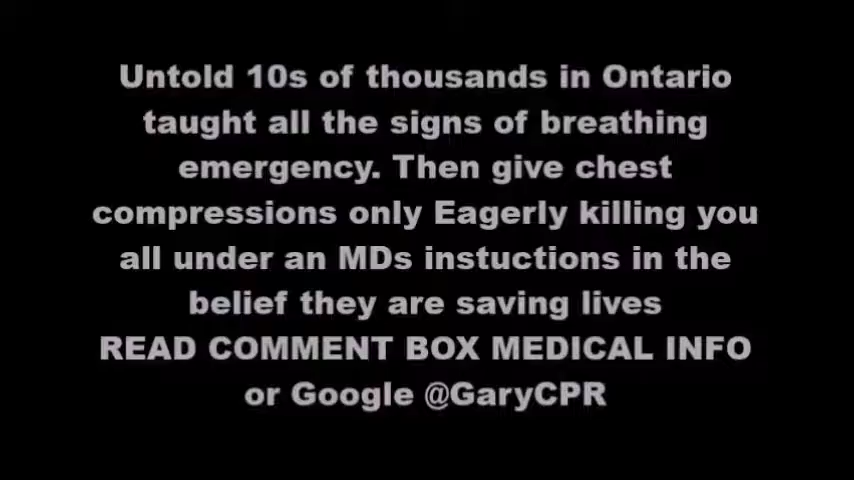 Untold 10s of thousands in Ontario
taught all the signs of breathing
emergency. Then give chest
compressions only Eagerly killing you
all under an MDs instuctions in the
belief they are saving lives
READ COMMENT BOX MEDICAL INFO
or Google @GaryCPR